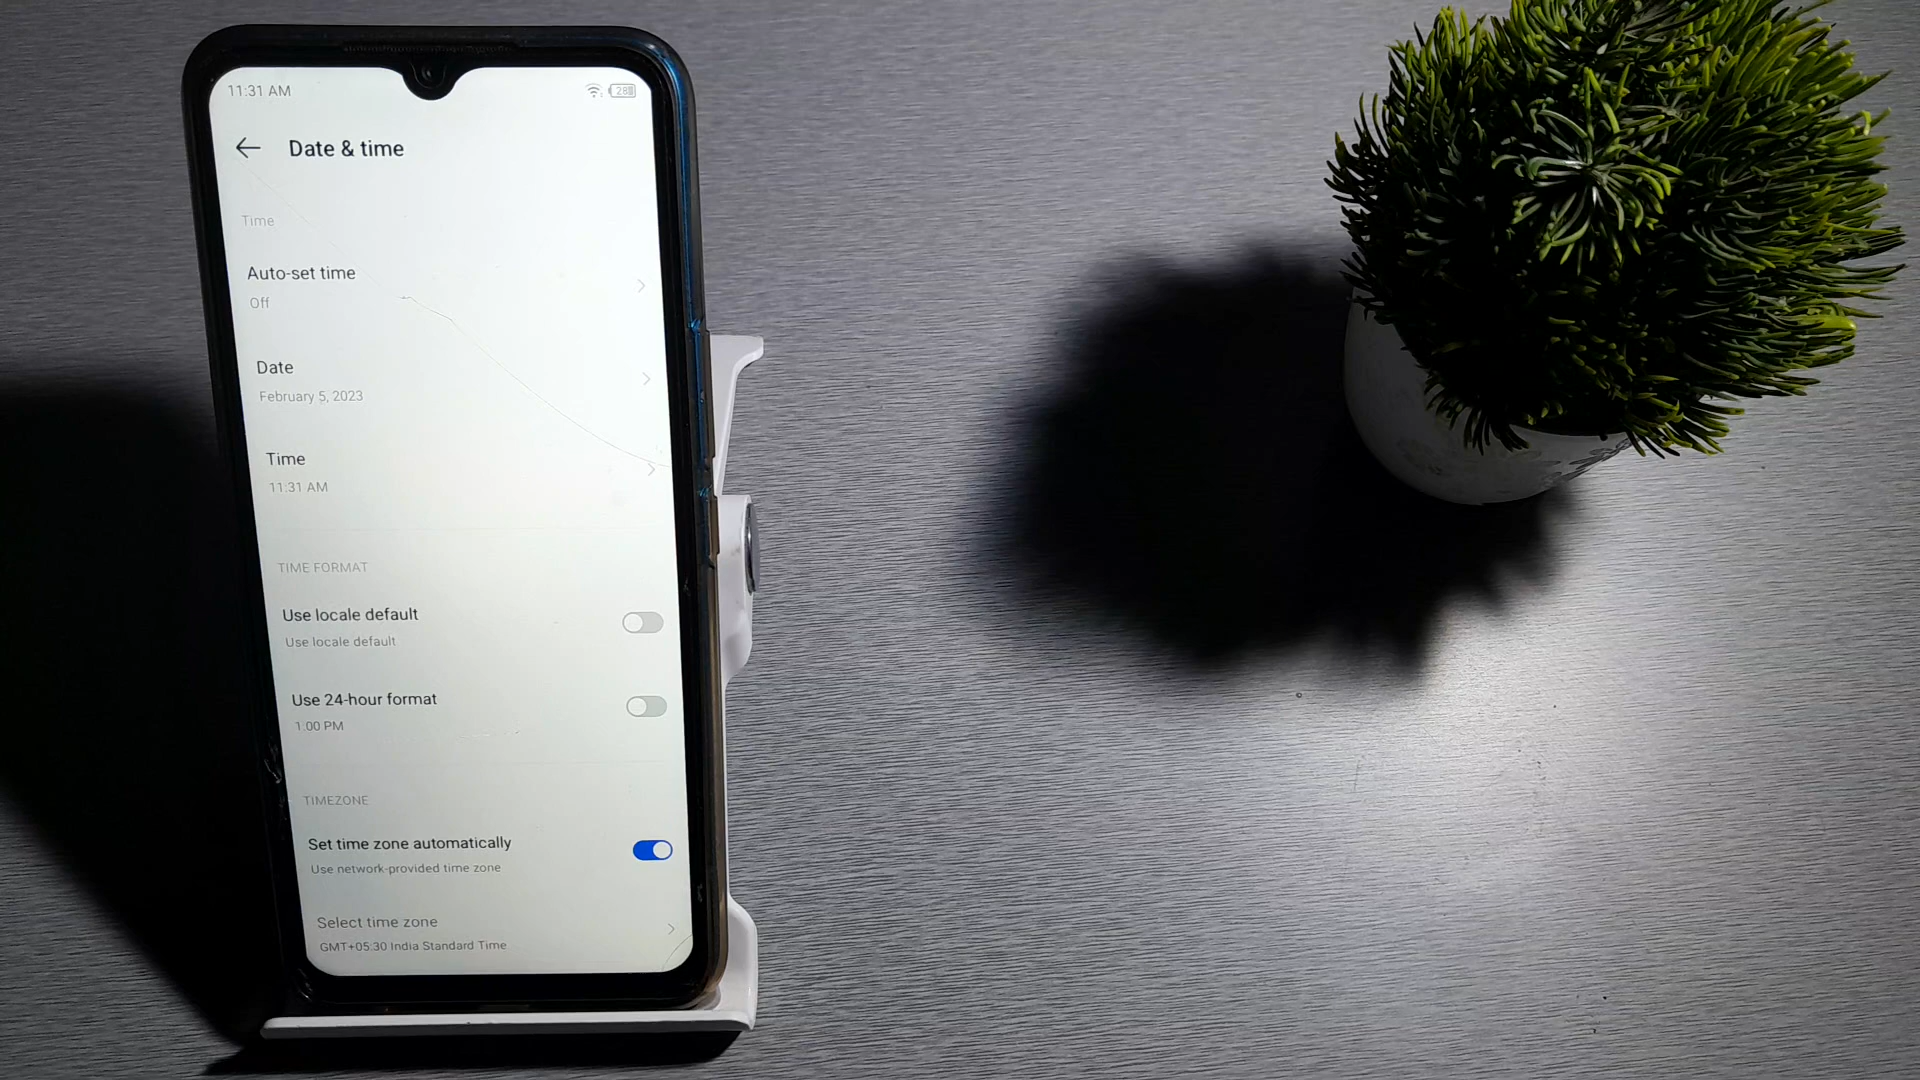 11:31 AM
28
Date & time
Time
Auto-set time
Off
Date
February 5, 2023
Time
11:31 AM
TIME FORMAT
Use locale default
Use locale default
Use 24-hour format
1:00 PM
TIMEZONE
Set time zone automatically
Use network-provided time zone
Select time zone
GMT+05:30 India Standard Time